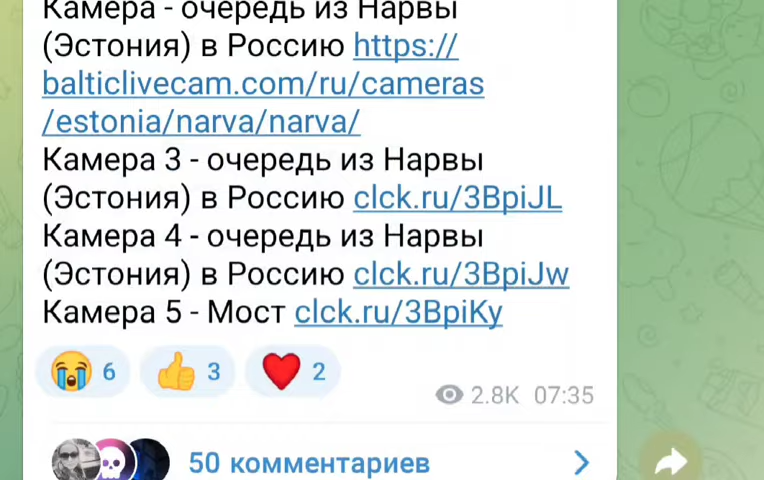 Камера - очередь из Нарвы
(Эстония) в Россию https://
balticlivecam.com/ru/cameras
/estonia/narva/narva/
Камера 3 - очередь из Нарвы
(Эстония) в Россию clck.ru/3BpiJL
Камера 4 - очередь из Нарвы
(Эстония) в Россию clck.ru/3BpiJw
Камера 5 - Мост clck.ru/3BpiKy
6 3 2
2.8K 07:35
50 комментариев